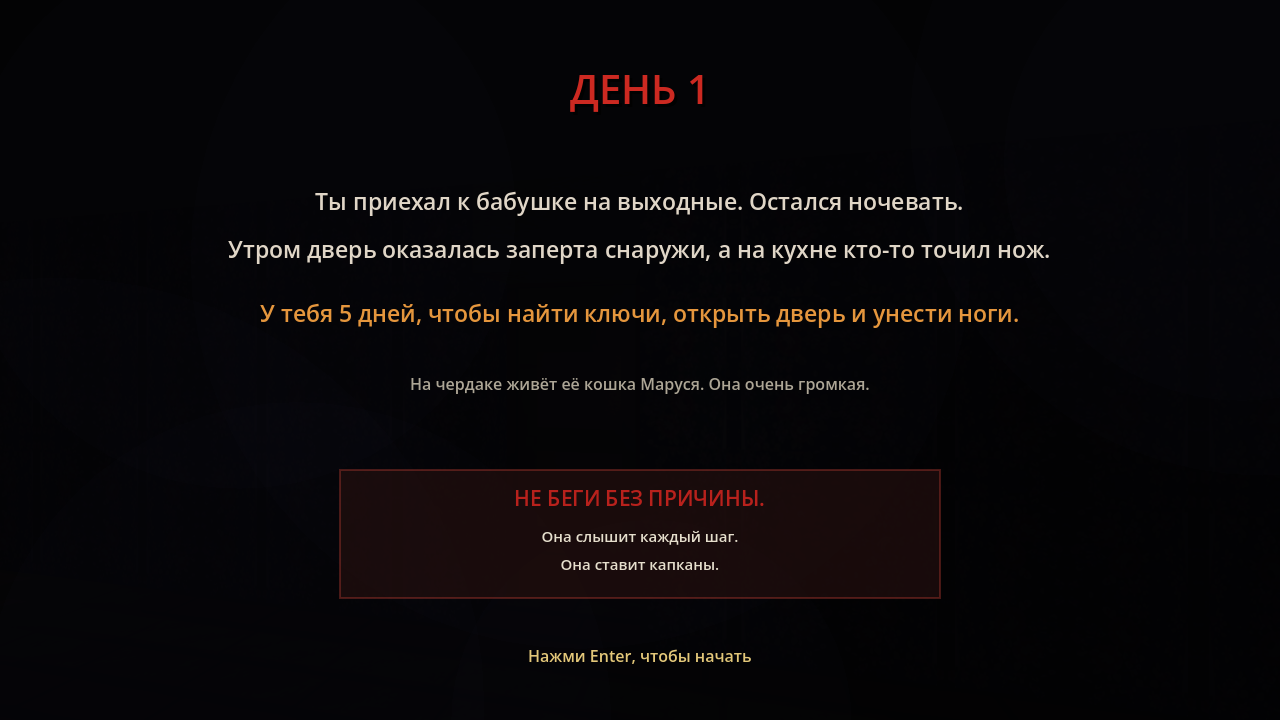 ДЕНЬ 1
Ты приехал к бабушке на выходные. Остался ночевать.
Утром дверь оказалась заперта снаружи, а на кухне кто-то точил нож.
У тебя 5 дней, чтобы найти ключи, открыть дверь и унести ноги.
На чердаке живёт её кошка Маруся. Она очень громкая.
НЕ БЕГИ БЕЗ ПРИЧИНЫ.
Она слышит каждый шаг.
Она ставит капканы.
Нажми Enter, чтобы начать